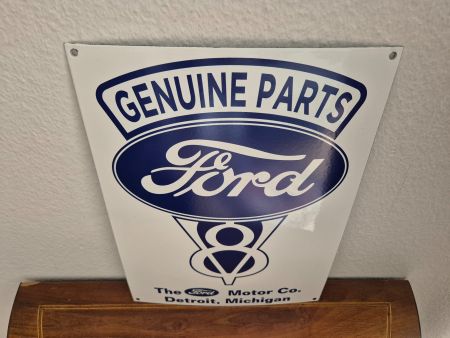 GENUINE PARTS
Ford
V8
The Ford Motor Co.
Detroit, Michigan